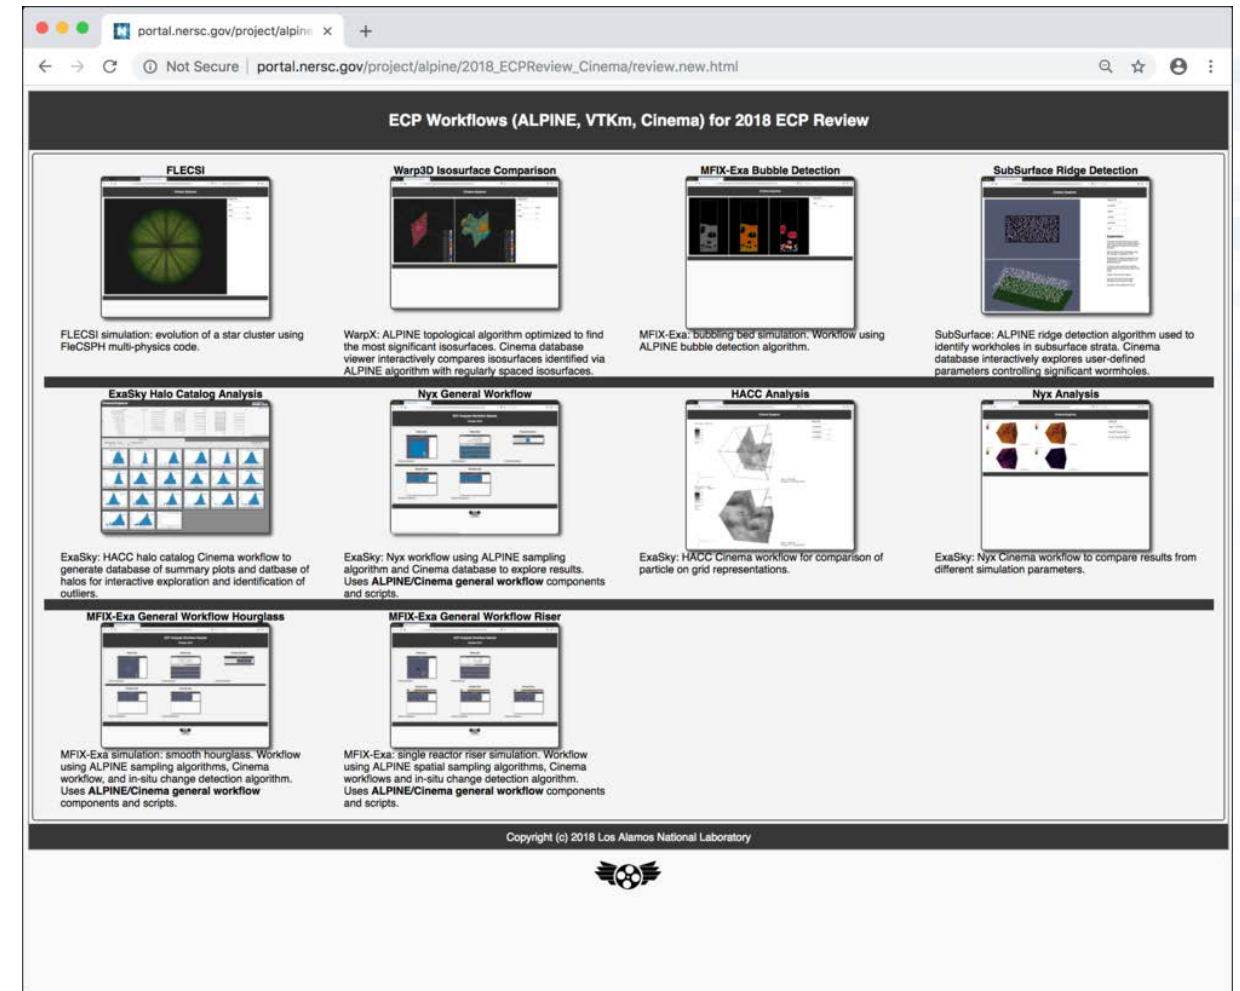 portal.nersc.gov/project/alpine
Not Secure | portal.nersc.gov/project/alpine/2018_ECPReview_Cinema/review.new.html
ECP Workflows (ALPINE, VTKm, Cinema) for 2018 ECP Review
FLECSI
FLECSI simulation: evolution of a star cluster using
FleCSPH multi-physics code.
Warp3D Isosurface Comparison
WarpX: ALPINE topological algorithm optimized to find
the most significant isosurfaces. Cinema database
viewer interactively compares isosurfaces identified via
ALPINE algorithm with regularly spaced isosurfaces.
MFIX-Exa Bubble Detection
MFIX-Exa: bubbling bed simulation. Workflow using
ALPINE bubble detection algorithm.
SubSurface Ridge Detection
SubSurface: ALPINE ridge detection algorithm used to
identify workholes in subsurface strata. Cinema
database interactively explores user-defined
parameters controlling significant wormholes.
ExaSky Halo Catalog Analysis
ExaSky: HACC halo catalog Cinema workflow to
generate database of summary plots and datbase of
halos for interactive exploration and identification of
outliers.
Nyx General Workflow
ExaSky: Nyx workflow using ALPINE sampling
algorithm and Cinema database to explore results.
Uses ALPINE/Cinema general workflow components
and scripts.
HACC Analysis
ExaSky: HACC Cinema workflow for comparison of
particle on grid representations.
Nyx Analysis
ExaSky: Nyx Cinema workflow to compare results from
different simulation parameters.
MFIX-Exa General Workflow Hourglass
MFIX-Exa simulation: smooth hourglass. Workflow
using ALPINE sampling algorithms, Cinema
workflow, and in-situ change detection algorithm.
Uses ALPINE/Cinema general workflow
components and scripts.
MFIX-Exa General Workflow Riser
MFIX-Exa: single reactor riser simulation. Workflow
using ALPINE spatial sampling algorithms, Cinema
workflows and in-situ change detection algorithm.
Uses ALPINE/Cinema general workflow components
and scripts.
Copyright (c) 2018 Los Alamos National Laboratory